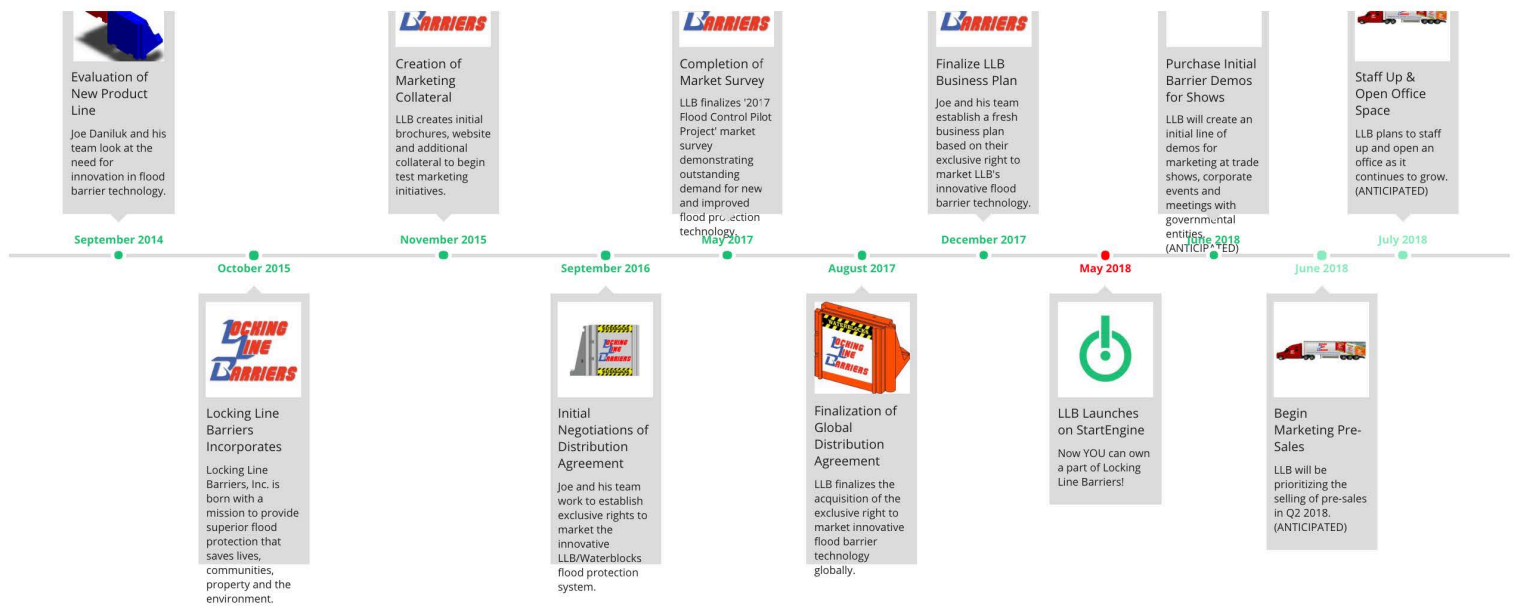 BARRIERS
BARRIERS
BARRIERS
Evaluation of
New Product
Line
Joe Daniluk and his
team look at the
need for
innovation in flood
barrier technology.
Creation of
Marketing
Collateral
LLB creates initial
brochures, website
and additional
collateral to begin
test marketing
initiatives.
Completion of
Market Survey
LLB finalizes '2017
Flood Control Pilot
Project' market
survey
demonstrating
outstanding
demand for new
and improved
flood protection
technology.
Finalize LLB
Business Plan
Joe and his team
establish a fresh
business plan
based on their
exclusive right to
market LLB's
innovative flood
barrier technology.
Purchase Initial
Barrier Demos
for Shows
LLB will create an
initial line of
demos for
marketing at trade
shows, corporate
events and
meetings with
governmental
entities.
(ANTICIPATED)
Staff Up &
Open Office
Space
LLB plans to staff
up and open an
office as it
continues to grow.
(ANTICIPATED)
September 2014
November 2015
May 2017
December 2017
June 2018
July 2018
October 2015
September 2016
August 2017
May 2018
June 2018
LOCKING
LINE
BARRIERS
Locking Line
Barriers
Incorporates
Locking Line
Barriers, Inc. is
born with a
mission to provide
superior flood
protection that
saves lives,
communities,
property and the
environment.
LOCKING
LINE
BARRIERS
Initial
Negotiations of
Distribution
Agreement
Joe and his team
work to establish
exclusive rights to
market the
innovative
LLB/Waterblocks
flood protection
system.
LOCKING
LINE
BARRIERS
Finalization of
Global
Distribution
Agreement
LLB finalizes the
acquisition of the
exclusive right to
market innovative
flood barrier
technology
globally.
LLB Launches
on StartEngine
Now YOU can own
a part of Locking
Line Barriers!
Begin
Marketing Pre-
Sales
LLB will be
prioritizing the
selling of pre-sales
in Q2 2018.
(ANTICIPATED)